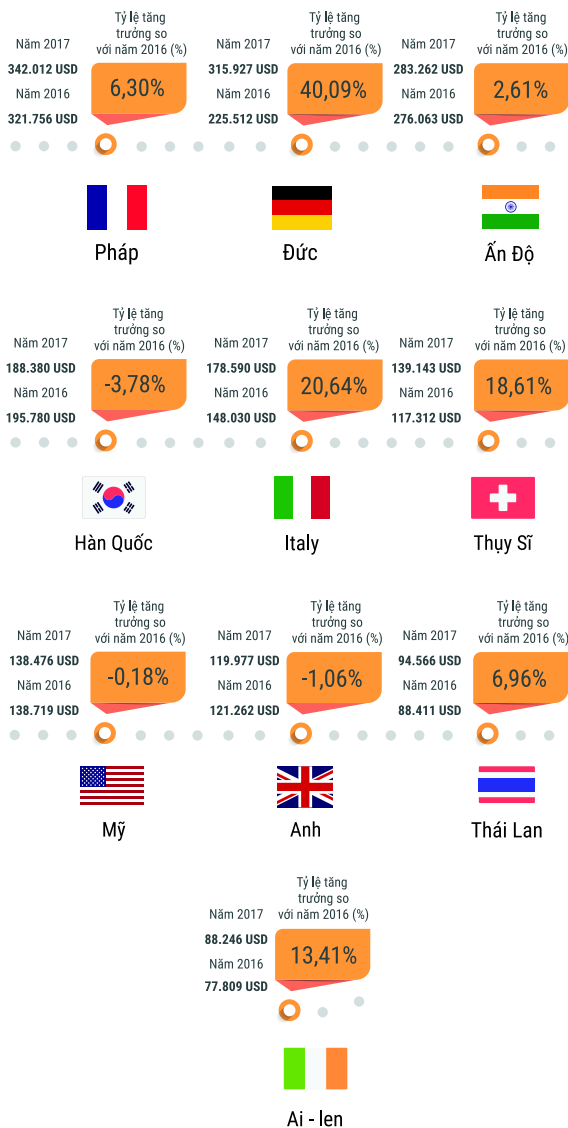 Năm 2017
342.012 USD
Năm 2016
321.756 USD
Tỷ lệ tăng
trưởng so
với năm 2016 (%)
6,30%
Pháp
Năm 2017
315.927 USD
Năm 2016
225.512 USD
Tỷ lệ tăng
trưởng so
với năm 2016 (%)
40,09%
Đức
Năm 2017
283.262 USD
Năm 2016
276.063 USD
Tỷ lệ tăng
trưởng so
với năm 2016 (%)
2,61%
Ấn Độ
Năm 2017
188.380 USD
Năm 2016
195.780 USD
Tỷ lệ tăng
trưởng so
với năm 2016 (%)
-3,78%
Hàn Quốc
Năm 2017
178.590 USD
Năm 2016
148.030 USD
Tỷ lệ tăng
trưởng so
với năm 2016 (%)
20,64%
Italy
Năm 2017
139.143 USD
Năm 2016
117.312 USD
Tỷ lệ tăng
trưởng so
với năm 2016 (%)
18,61%
Thụy Sĩ
Năm 2017
138.476 USD
Năm 2016
138.719 USD
Tỷ lệ tăng
trưởng so
với năm 2016 (%)
-0,18%
Mỹ
Năm 2017
119.977 USD
Năm 2016
121.262 USD
Tỷ lệ tăng
trưởng so
với năm 2016 (%)
-1,06%
Anh
Năm 2017
94.566 USD
Năm 2016
88.411 USD
Tỷ lệ tăng
trưởng so
với năm 2016 (%)
6,96%
Thái Lan
Năm 2017
88.246 USD
Năm 2016
77.809 USD
Tỷ lệ tăng
trưởng so
với năm 2016 (%)
13,41%
Ai - len